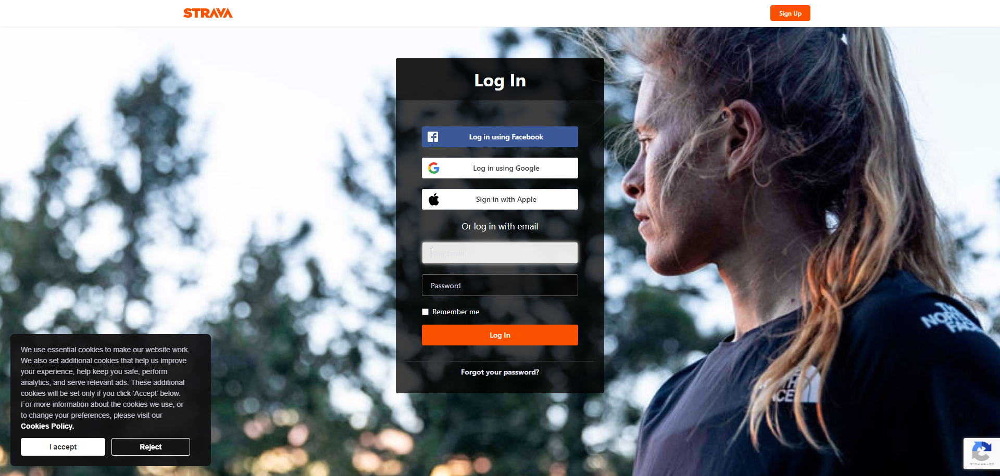 STRAVA
Sign Up
Log In
Log in using Facebook
Log in using Google
Sign in with Apple
Or log in with email
Your Email
Password
Remember me
Log In
Forgot your password?
THE
NORTH
FACE
We use essential cookies to make our website work.
We also set additional cookies that help us improve
your experience, help keep you safe, perform
analytics, and serve relevant ads. These additional
cookies will be set only if you click ‘Accept’ below.
For more information about the cookies we use, or
to change your preferences, please visit our
Cookies Policy.
I accept
Reject